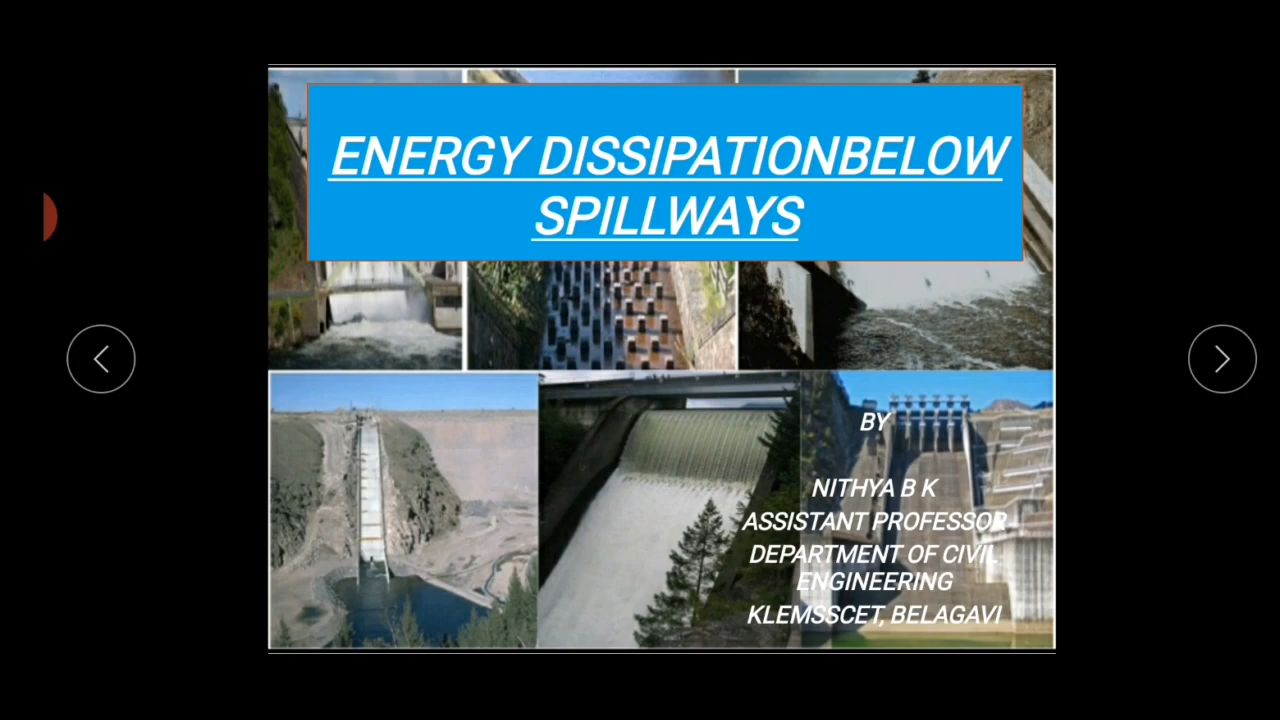 ENERGY DISSIPATIONBELOW
SPILLWAYS
BY
NITHYA B K
ASSISTANT PROFESSOR
DEPARTMENT OF CIVIL
ENGINEERING
KLEMSSCET, BELAGAVI